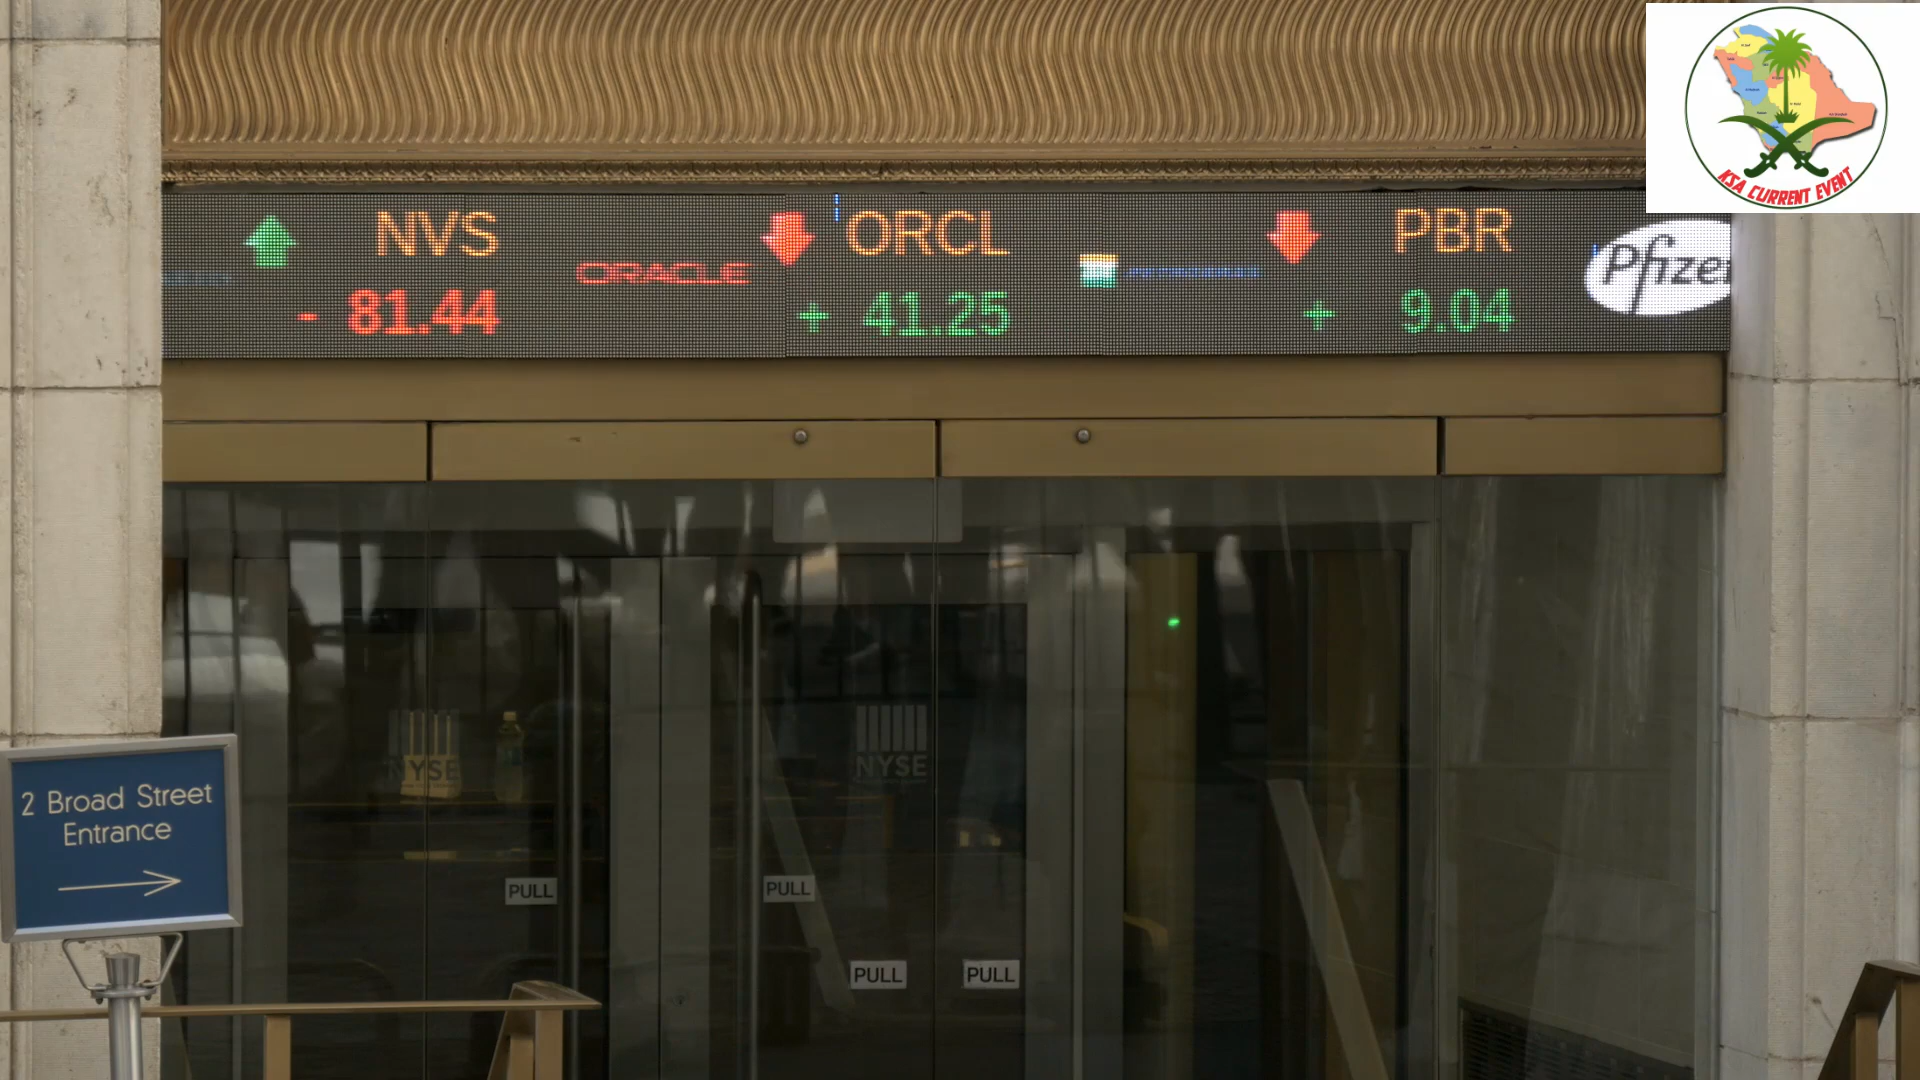 KSA CURRENT EVENT
NVS
ORCL
PBR
ORACLE
Pfizer
- 81.44
+ 41.25
+ 9.04
NYSE
NYSE
2 Broad Street
Entrance
PULL
PULL
PULL
PULL